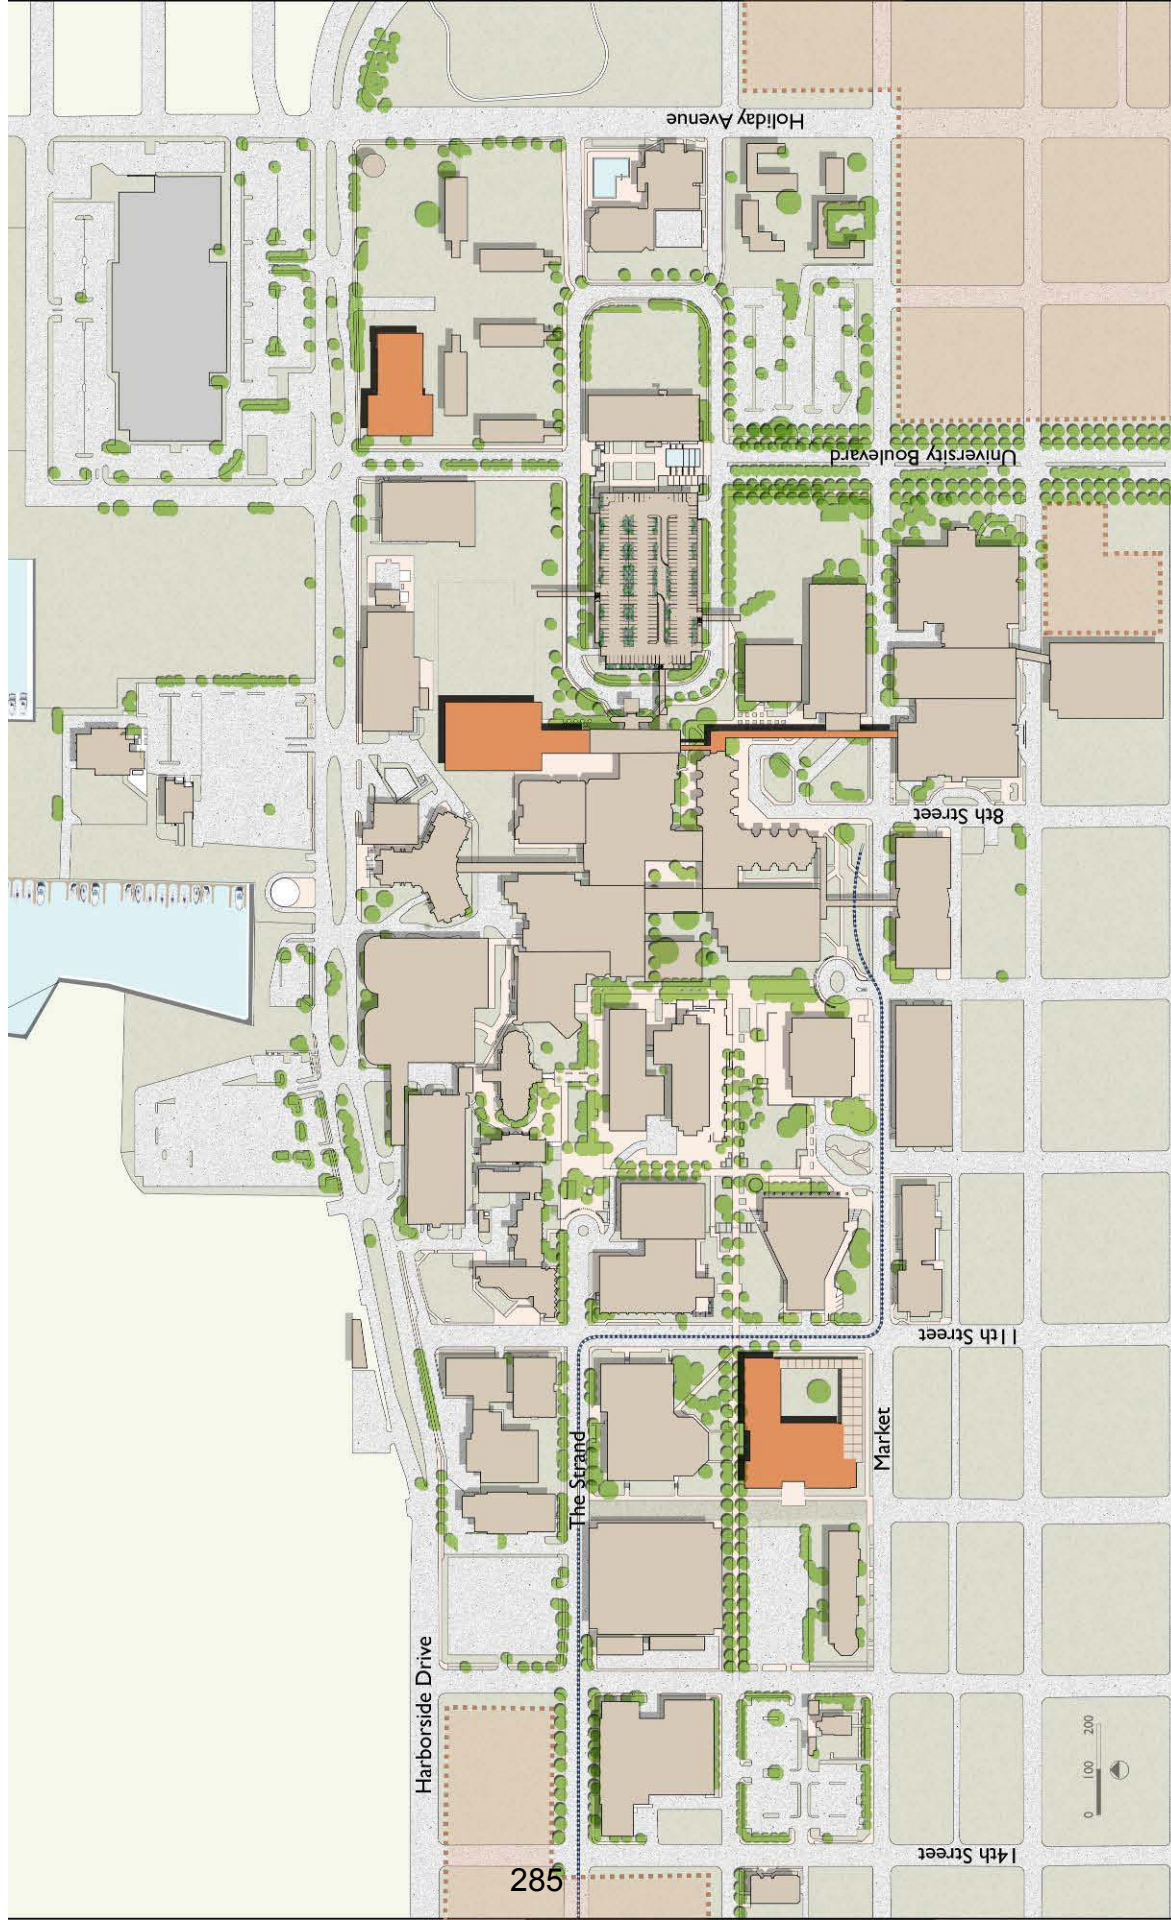 Holiday Avenue
University Boulevard
8th Street
11th Street
Market
The Strand
Harborside Drive
0 100 200
14th Street
285